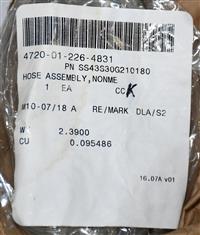 4720-01-226-4831
PN SS43S30G210180
HOSE ASSEMBLY,NONME
1 EA CC K
M10-07/18 A RE/MARK DLA/S2
W 2.3900
CU 0.095486
16.07A v01